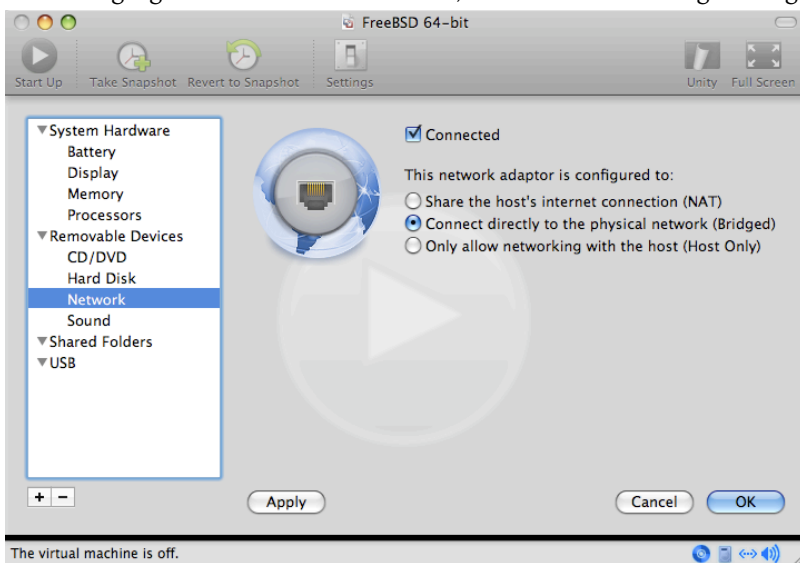 FreeBSD 64-bit
Start Up
Take Snapshot
Revert to Snapshot
Settings
Unity
Full Screen
System Hardware
Battery
Display
Memory
Processors
Removable Devices
CD/DVD
Hard Disk
Network
Sound
Shared Folders
USB
Connected
This network adaptor is configured to:
Share the host's internet connection (NAT)
Connect directly to the physical network (Bridged)
Only allow networking with the host (Host Only)
+ −
Apply
Cancel
OK
The virtual machine is off.